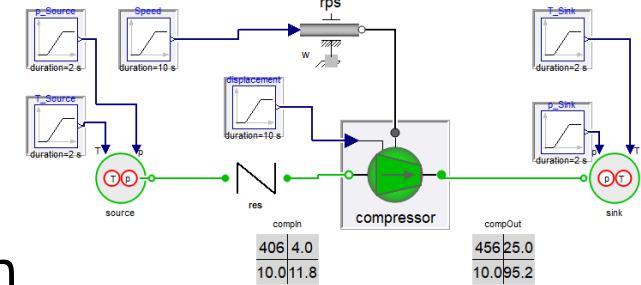 rps
p_Source
Speed
T_Sink
w
duration=2 s
duration=10 s
duration=2 s
displacement
T_Source
p_Sink
duration=10 s
duration=2 s
duration=2 s
T
p
p
T
T p
p T
source
res
compressor
sink
compIn
compOut
406 4.0
456 25.0
10.0 11.8
10.0 95.2
n